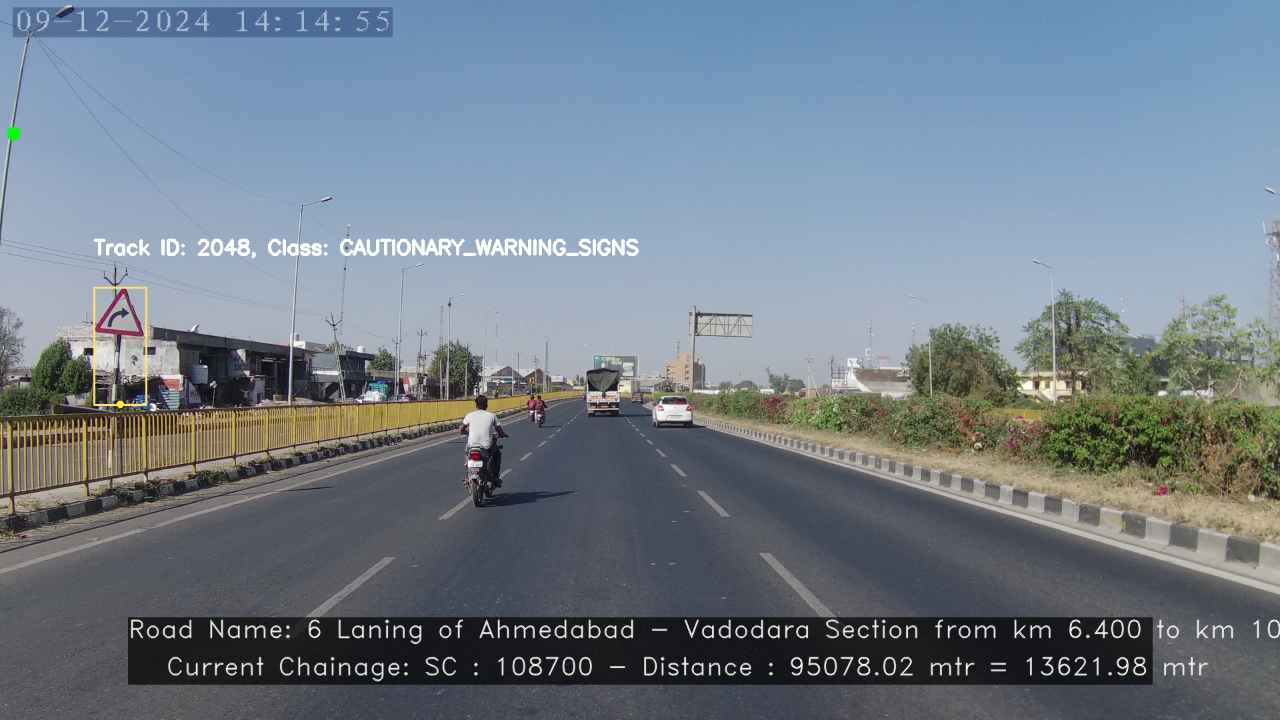 09-12-2024 14:14:55
Track ID: 2048, Class: CAUTIONARY_WARNING_SIGNS
Road Name: 6 Laning of Ahmedabad - Vadodara Section from km 6.400 to km 10
Current Chainage: SC : 108700 - Distance : 95078.02 mtr = 13621.98 mtr